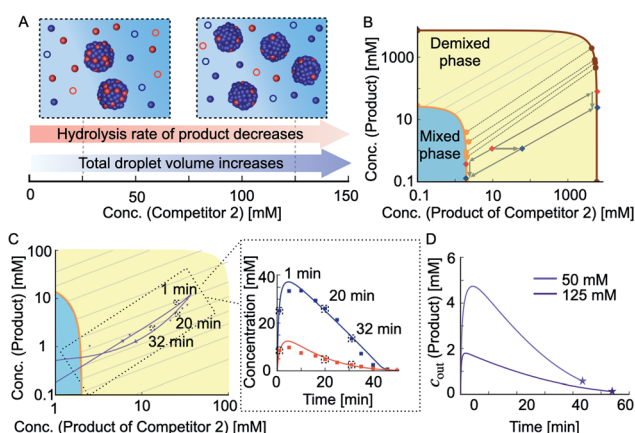 A
Hydrolysis rate of product decreases
Total droplet volume increases
0 50 100 150
Conc. (Competitor 2) [mM]
B
Conc. (Product) [mM]
1000
10
0.1
Demixed
phase
Mixed
phase
0.1 10 1000
Conc. (Product of Competitor 2) [mM]
C
Conc. (Product) [mM]
100
10
1
0.1
1 min
20 min
32 min
1 10 100
Conc. (Product of Competitor 2) [mM]
Concentration [mM]
40
20
0
1 min
20 min
32 min
0 20 40
Time [min]
D
cout (Product) [mM]
6
4
2
0
50 mM
125 mM
0 20 40
Time [min]